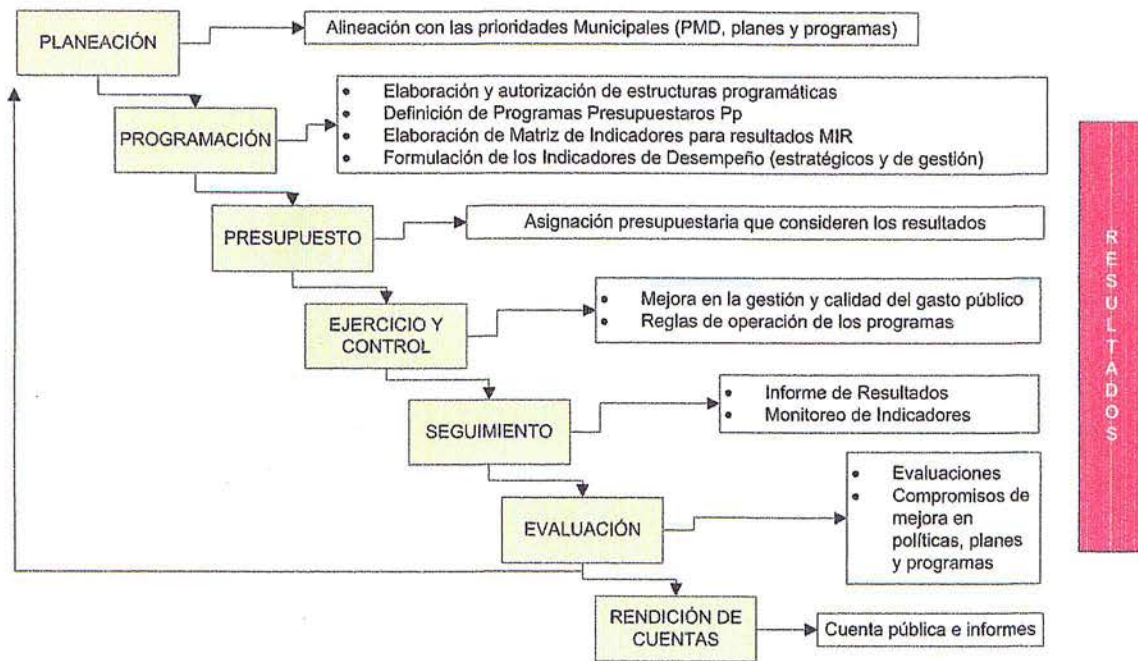 PLANEACIÓN
Alineación con las prioridades Municipales (PMD, planes y programas)
PROGRAMACIÓN
• Elaboración y autorización de estructuras programáticas
• Definición de Programas Presupuestaros Pp
• Elaboración de Matriz de Indicadores para resultados MIR
• Formulación de los Indicadores de Desempeño (estratégicos y de gestión)
PRESUPUESTO
Asignación presupuestaria que consideren los resultados
EJERCICIO Y
CONTROL
• Mejora en la gestión y calidad del gasto público
• Reglas de operación de los programas
SEGUIMIENTO
• Informe de Resultados
• Monitoreo de Indicadores
EVALUACIÓN
• Evaluaciones
• Compromisos de
mejora en
políticas, planes
y programas
RENDICIÓN DE
CUENTAS
Cuenta pública e informes
RESULTADOS